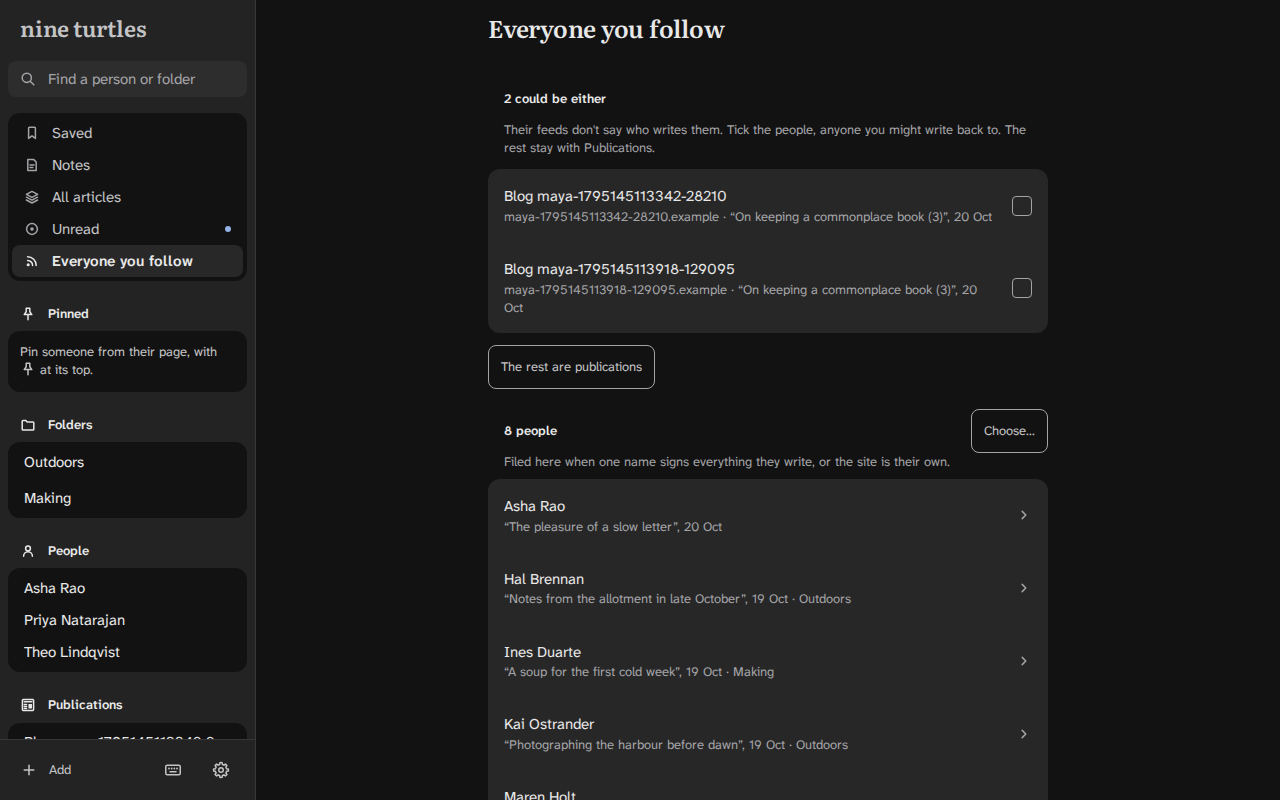 nine turtles
Find a person or folder
Saved
Notes
All articles
Unread
Everyone you follow
Pinned
Pin someone from their page, with
at its top.
Folders
Outdoors
Making
People
Asha Rao
Priya Natarajan
Theo Lindqvist
Publications
Add
Everyone you follow
2 could be either
Their feeds don't say who writes them. Tick the people, anyone you might write back to. The
rest stay with Publications.
Blog maya-1795145113342-28210
maya-1795145113342-28210.example · “On keeping a commonplace book (3)”, 20 Oct
Blog maya-1795145113918-129095
maya-1795145113918-129095.example · “On keeping a commonplace book (3)”, 20
Oct
The rest are publications
8 people
Choose…
Filed here when one name signs everything they write, or the site is their own.
Asha Rao
“The pleasure of a slow letter”, 20 Oct
Hal Brennan
“Notes from the allotment in late October”, 19 Oct · Outdoors
Ines Duarte
“A soup for the first cold week”, 19 Oct · Making
Kai Ostrander
“Photographing the harbour before dawn”, 19 Oct · Outdoors
Maren Holt